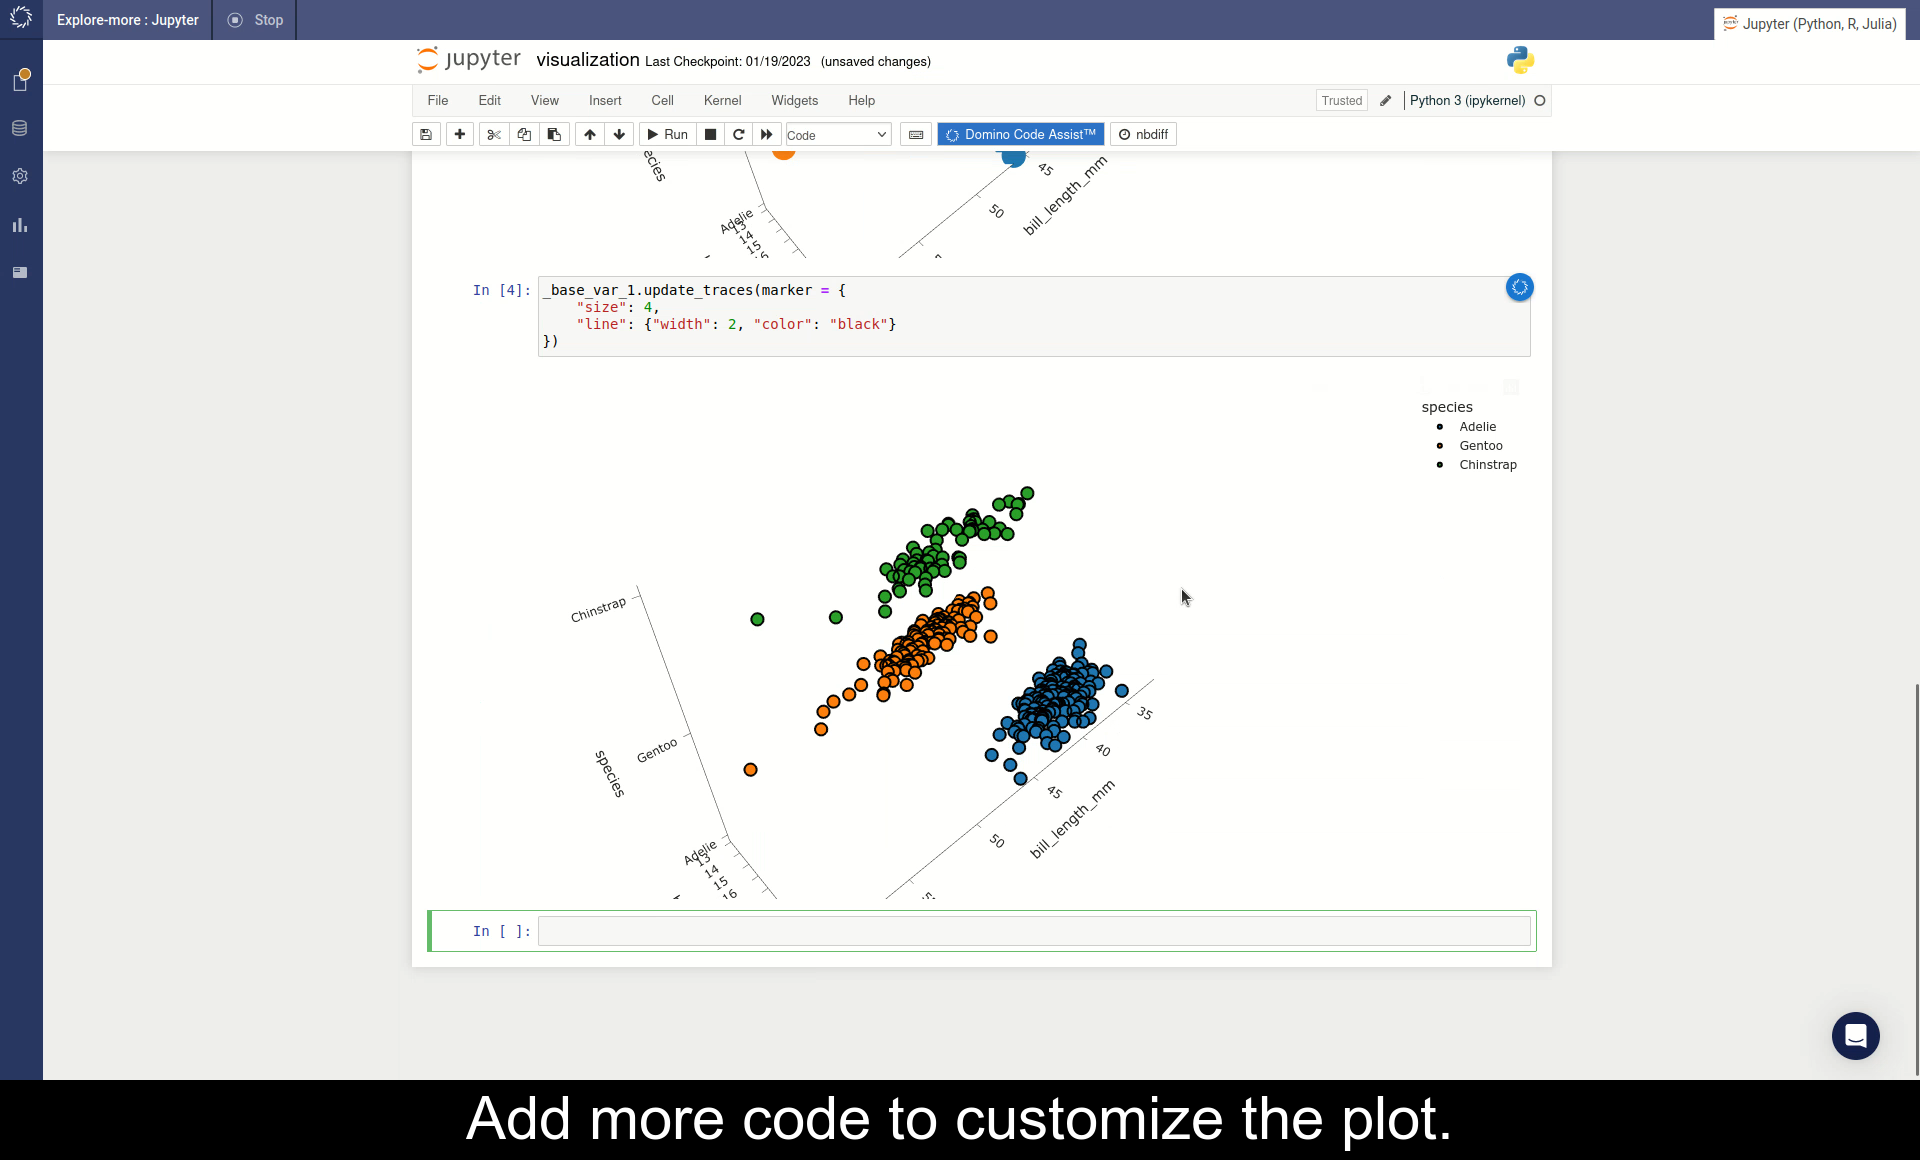 Explore-more : Jupyter
Stop
Jupyter (Python, R, Julia)
jupyter visualization Last Checkpoint: 01/19/2023 (unsaved changes)
File Edit View Insert Cell Kernel Widgets Help
Trusted
Python 3 (ipykernel)
Run
Code
Domino Code Assist™
nbdiff
ecies
Adelie
13
14
15
45
50
bill_length_mm
In [4]:
_base_var_1.update_traces(marker = {
"size": 4,
"line": {"width": 2, "color": "black"}
})
species
Adelie
Gentoo
Chinstrap
Chinstrap
Gentoo
species
Adelie
13
14
15
16
35
40
45
50
bill_length_mm
In [ ]:
Add more code to customize the plot.